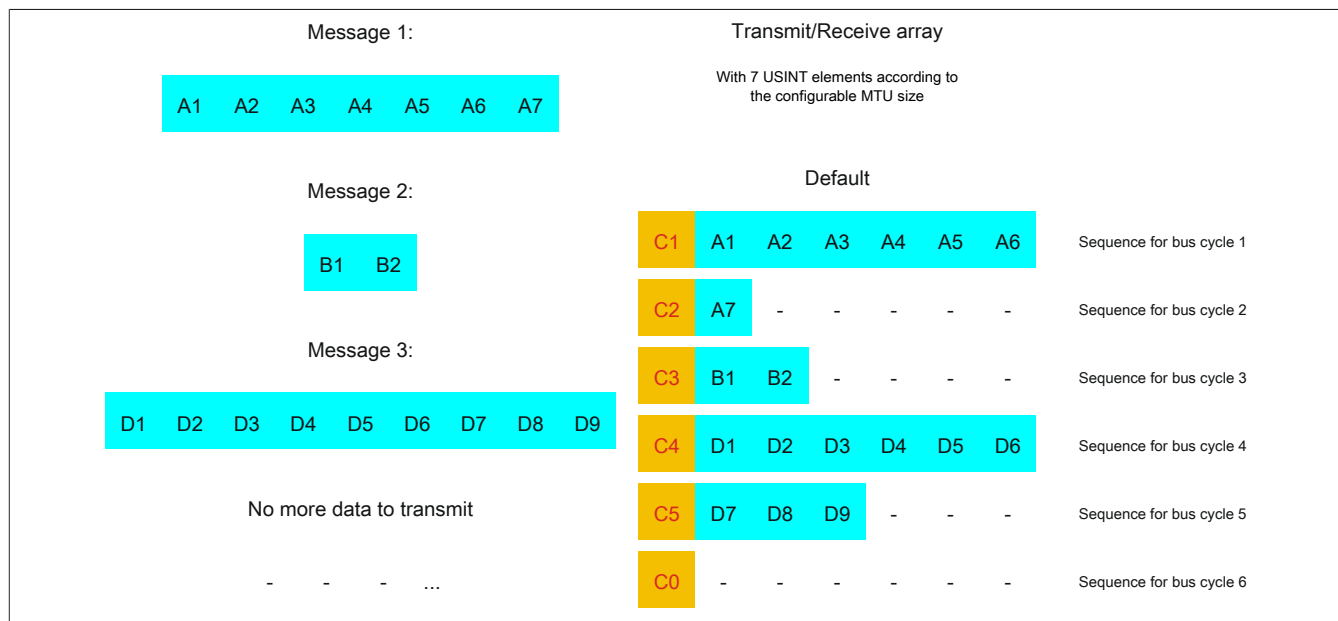 Message 1:
A1 A2 A3 A4 A5 A6 A7
Message 2:
B1 B2
Message 3:
D1 D2 D3 D4 D5 D6 D7 D8 D9
No more data to transmit
- - - ...
Transmit/Receive array
With 7 USINT elements according to
the configurable MTU size
Default
C1 A1 A2 A3 A4 A5 A6 Sequence for bus cycle 1
C2 A7 - - - - - Sequence for bus cycle 2
C3 B1 B2 - - - - Sequence for bus cycle 3
C4 D1 D2 D3 D4 D5 D6 Sequence for bus cycle 4
C5 D7 D8 D9 - - - Sequence for bus cycle 5
C0 - - - - - - Sequence for bus cycle 6